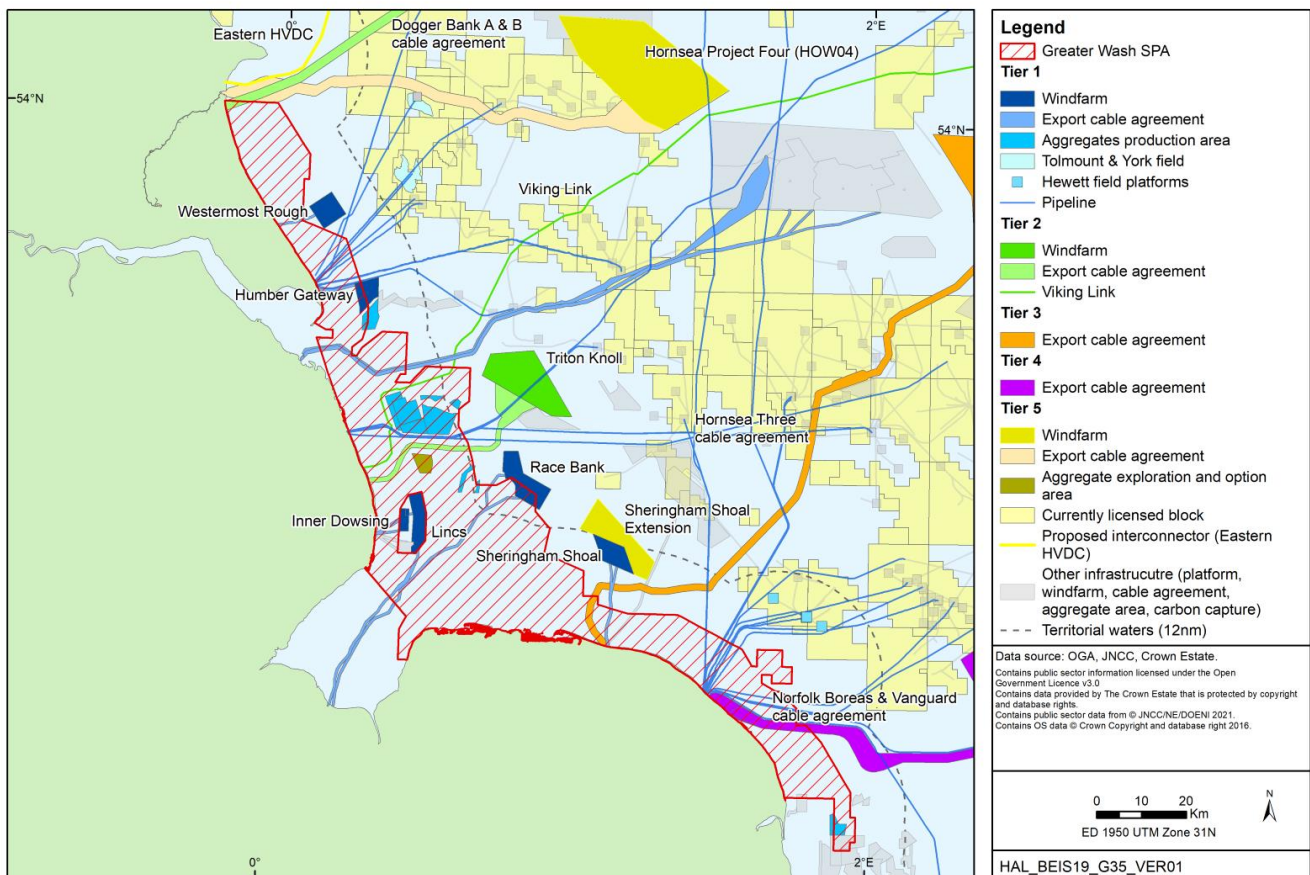 0°
2°E
Eastern HVDC
Dogger Bank A & B
cable agreement
Hornsea Project Four (HOW04)
54°N
54°N
Viking Link
Westermost Rough
Humber Gateway
Triton Knoll
Hornsea Three
cable agreement
Race Bank
Inner Dowsing
Lincs
Sheringham Shoal
Extension
Sheringham Shoal
Norfolk Boreas & Vanguard
cable agreement
0°
2°E
Legend
Greater Wash SPA
Tier 1
Windfarm
Export cable agreement
Aggregates production area
Tolmount & York field
Hewett field platforms
Pipeline
Tier 2
Windfarm
Export cable agreement
Viking Link
Tier 3
Export cable agreement
Tier 4
Export cable agreement
Tier 5
Windfarm
Export cable agreement
Aggregate exploration and option
area
Currently licensed block
Proposed interconnector (Eastern
HVDC)
Other infrastrucutre (platform,
windfarm, cable agreement,
aggregate area, carbon capture)
Territorial waters (12nm)
Data source: OGA, JNCC, Crown Estate.
Contains public sector information licensed under the Open
Government Licence v3.0
Contains data provided by The Crown Estate that is protected by copyright
and database rights.
Contains public sector data from © JNCC/NE/DOENI 2021.
Contains OS data © Crown Copyright and database right 2016.
0 10 20
Km
N
ED 1950 UTM Zone 31N
HAL_BEIS19_G35_VER01